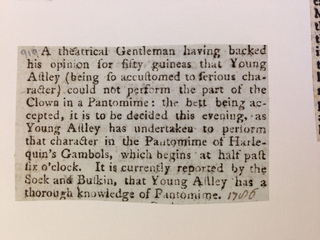 A theatrical Gentleman having backed
his opinion for fifty guineas that Young
Astley (being so accustomed to serious cha-
racter) could not perform the part of the
Clown in a Pantomime: the bett being ac-
cepted, it is to be decided this evening, as
Young Astley has undertaken to perform
that character in the Pantomime of Harle-
quin's Gambols, which begins at half past
six o'clock. It is currently reported by the
Sock and Buskin, that Young Astley has a
thorough knowledge of Pantomime. 1786